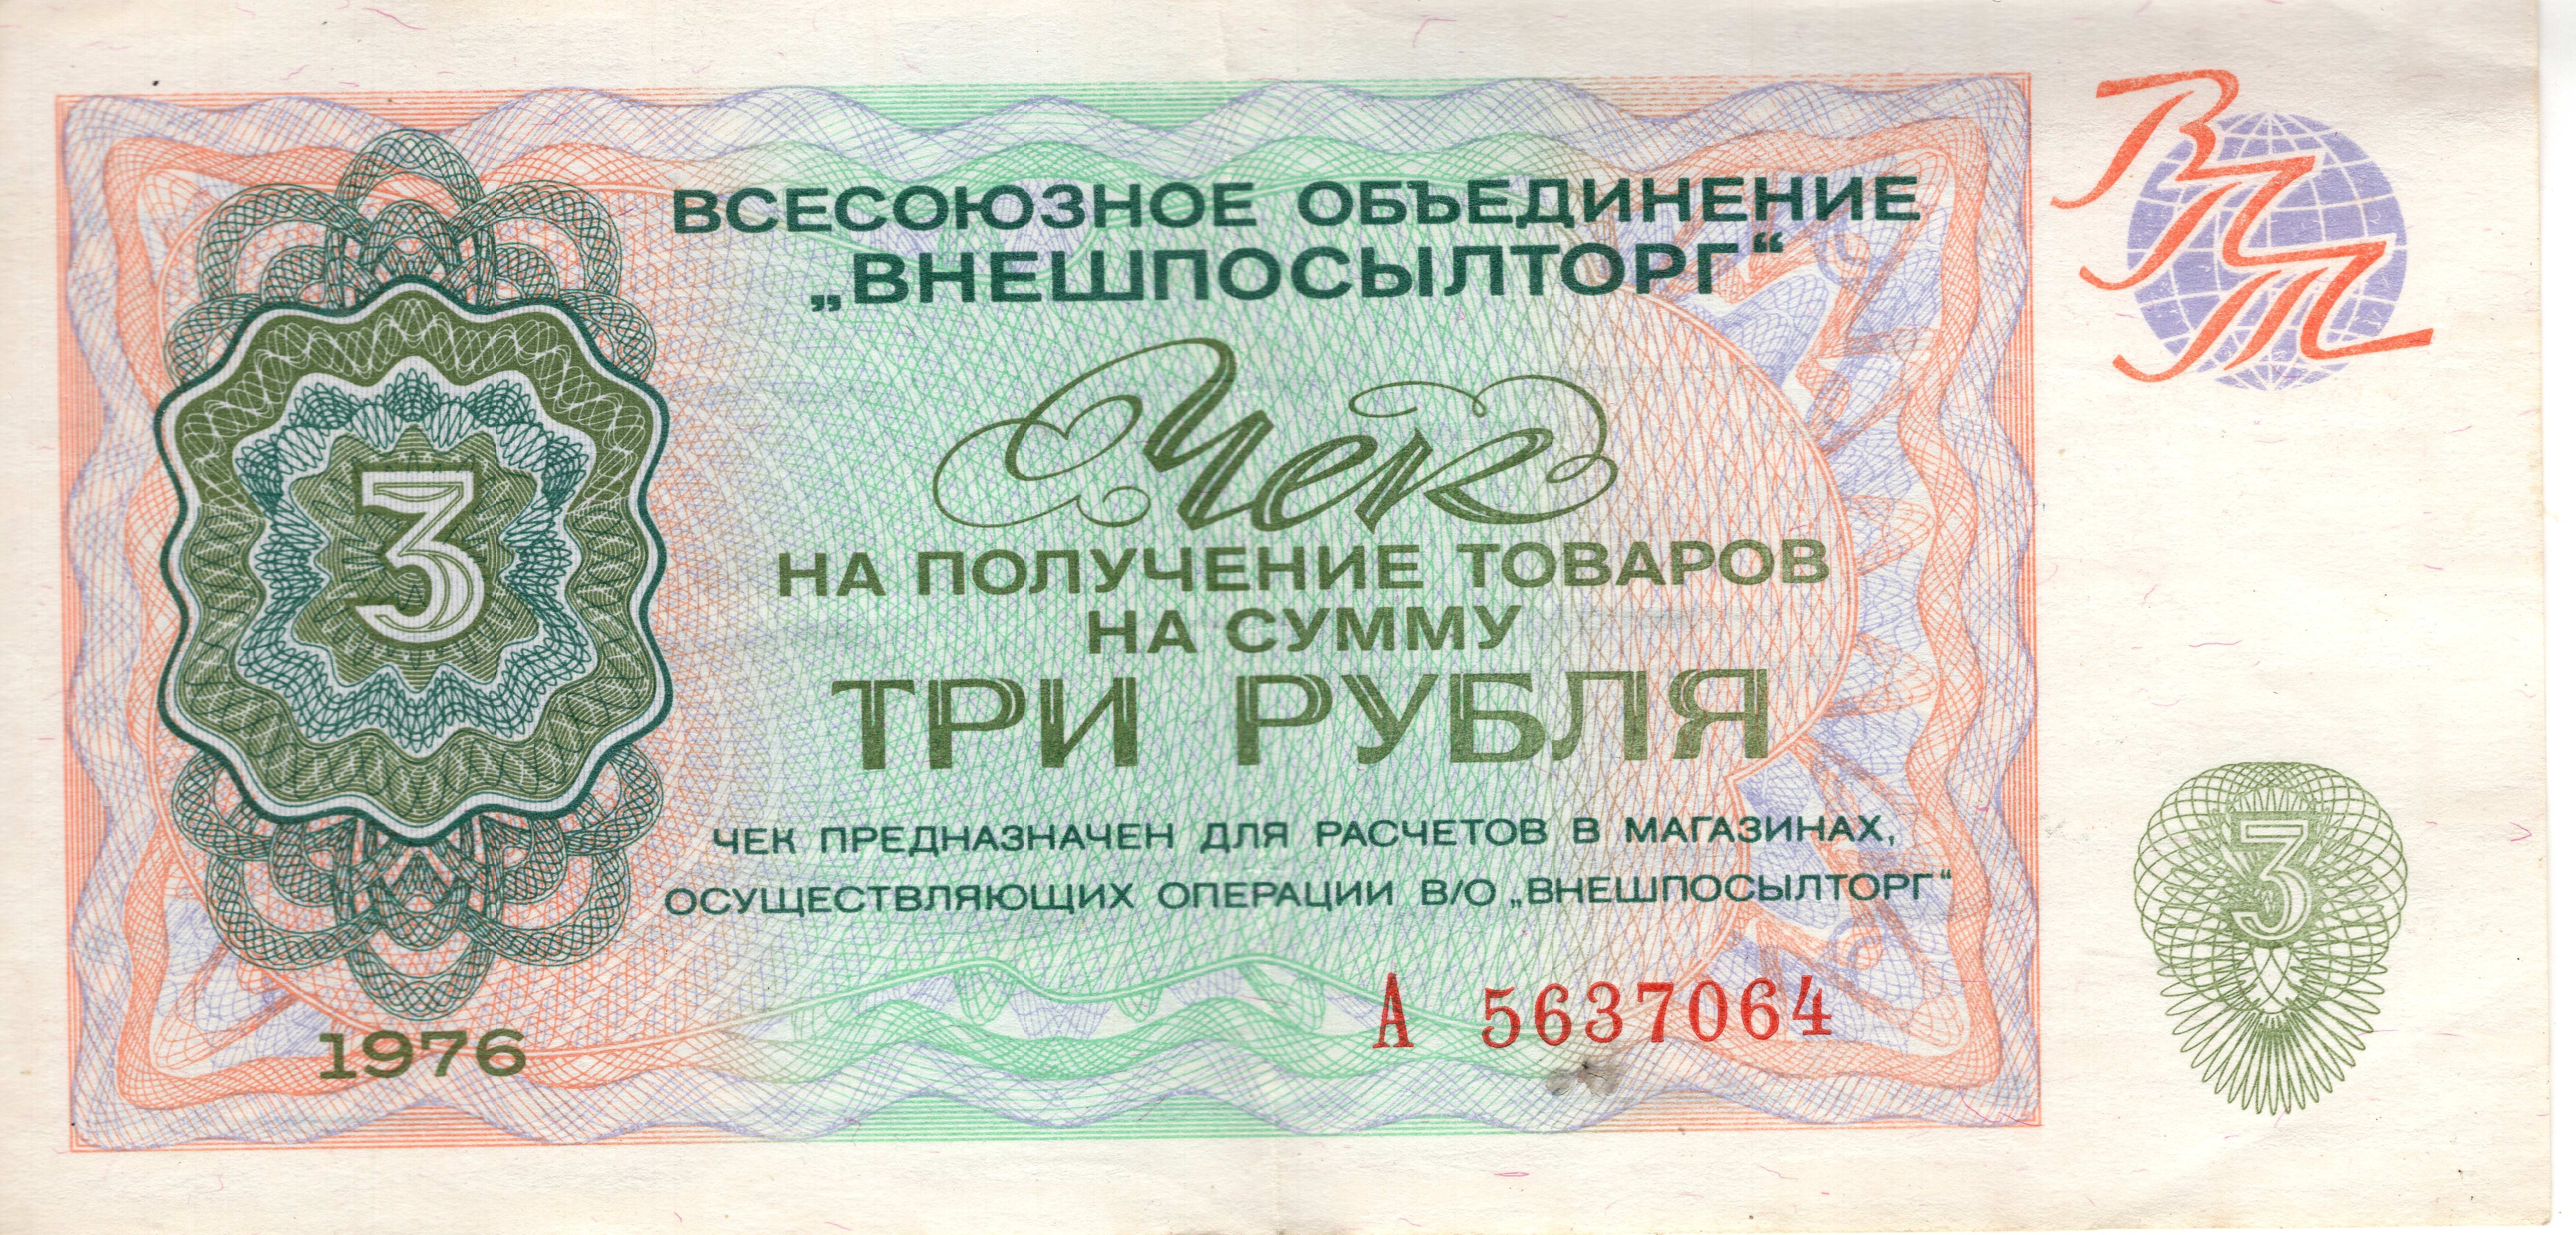 ВСЕСОЮЗНОЕ ОБЪЕДИНЕНИЕ
„ВНЕШПОСЫЛТОРГ“
ВПТ
Чек
НА ПОЛУЧЕНИЕ ТОВАРОВ
НА СУММУ
3
ТРИ РУБЛЯ
ЧЕК ПРЕДНАЗНАЧЕН ДЛЯ РАСЧЕТОВ В МАГАЗИНАХ,
ОСУЩЕСТВЛЯЮЩИХ ОПЕРАЦИИ В/О „ВНЕШПОСЫЛТОРГ“
3
А 5637064
1976